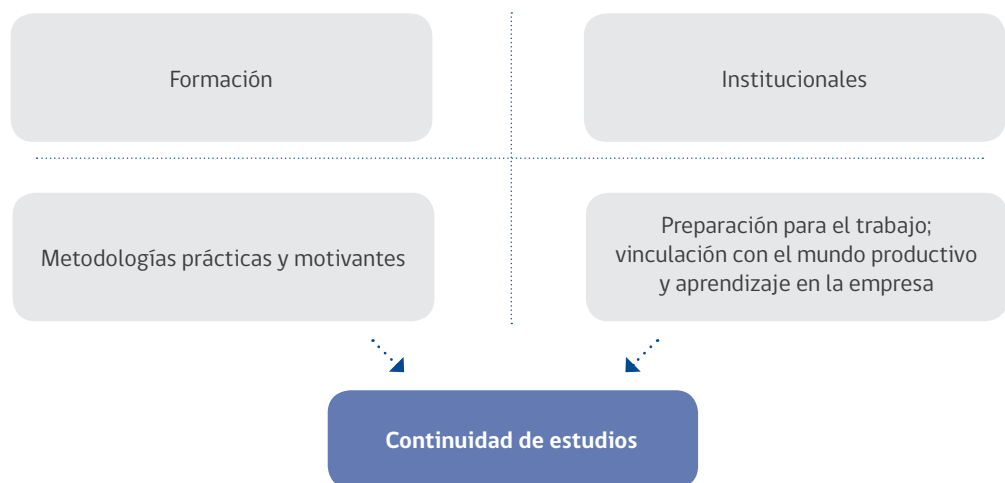 Formación
Institucionales
Metodologías prácticas y motivantes
Preparación para el trabajo;
vinculación con el mundo productivo
y aprendizaje en la empresa
Continuidad de estudios